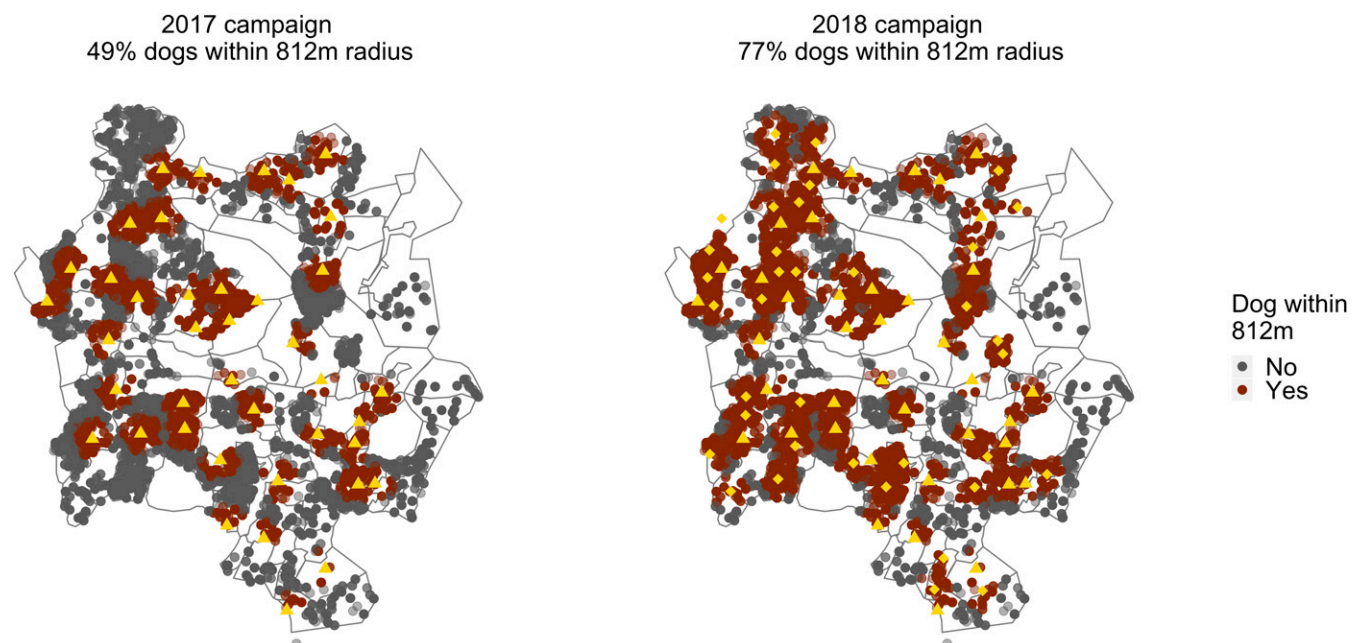 2017 campaign
49% dogs within 812m radius
2018 campaign
77% dogs within 812m radius
Dog within
812m
No
Yes